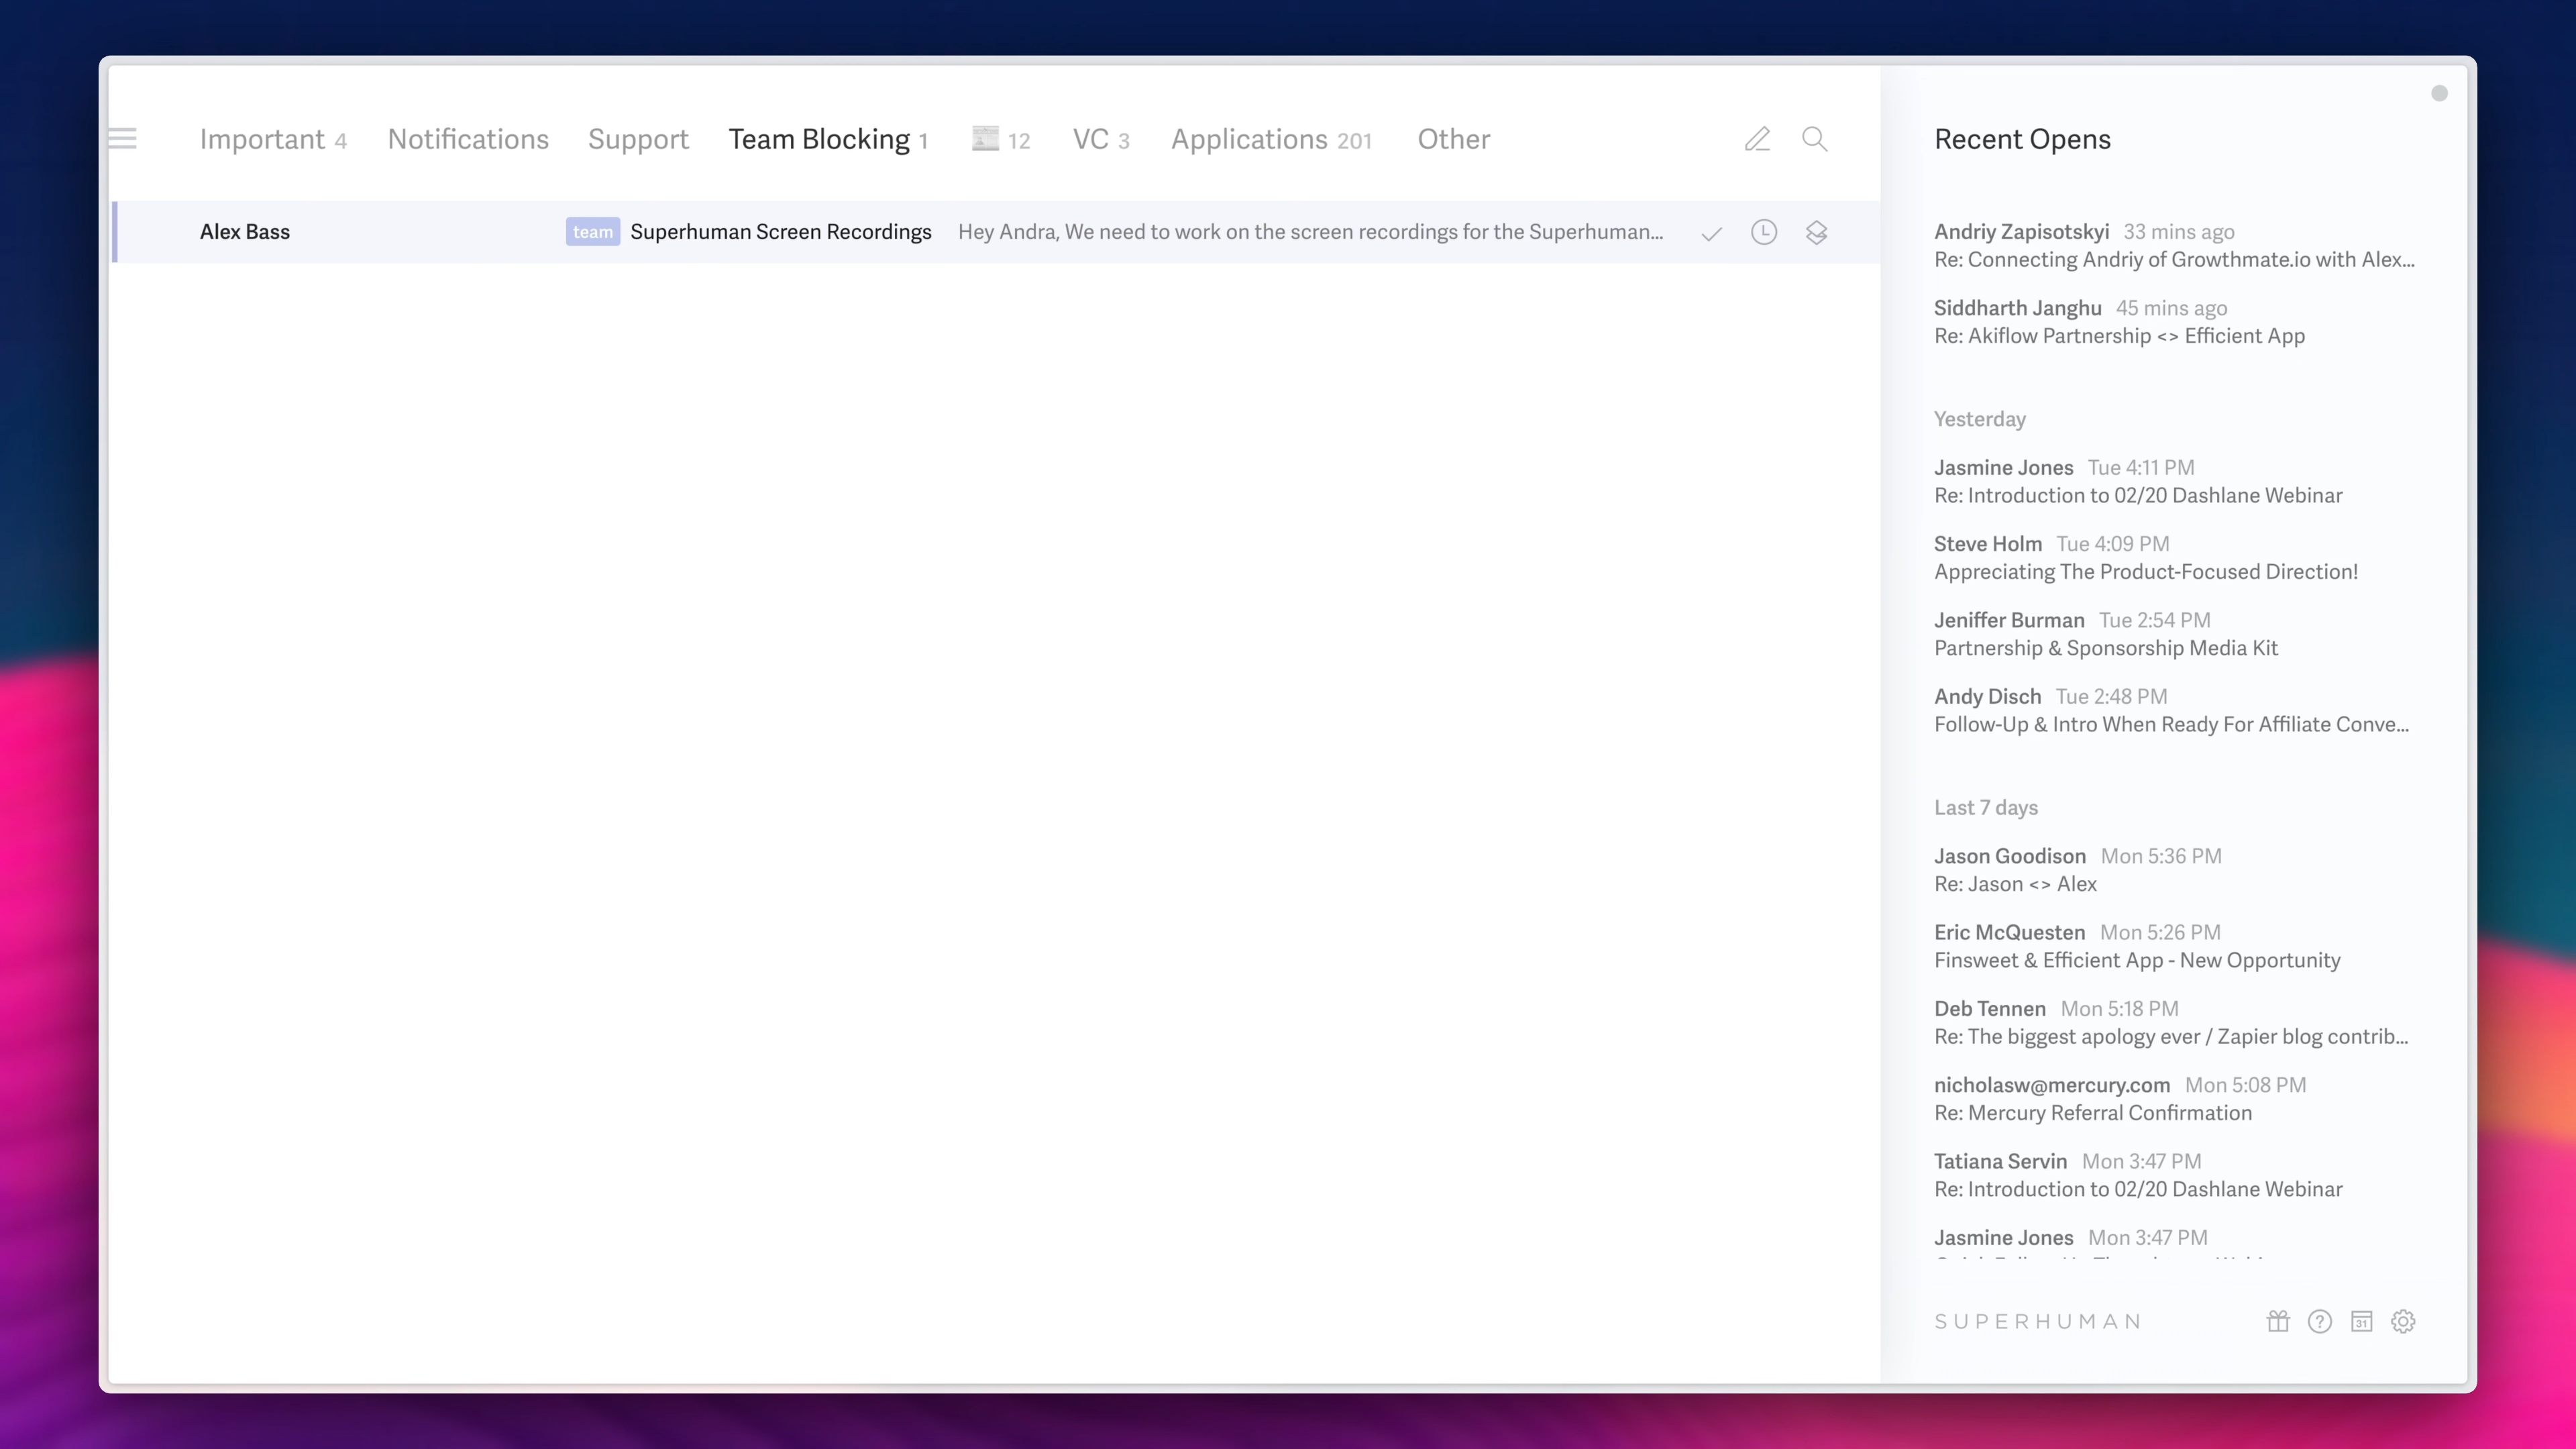 Important 4 Notifications Support Team Blocking 1 12 VC 3 Applications 201 Other
Alex Bass team Superhuman Screen Recordings Hey Andra, We need to work on the screen recordings for the Superhuman...
Recent Opens
Andriy Zapisotskyi 33 mins ago
Re: Connecting Andriy of Growthmate.io with Alex...
Siddharth Janghu 45 mins ago
Re: Akiflow Partnership <> Efficient App
Yesterday
Jasmine Jones Tue 4:11 PM
Re: Introduction to 02/20 Dashlane Webinar
Steve Holm Tue 4:09 PM
Appreciating The Product-Focused Direction!
Jeniffer Burman Tue 2:54 PM
Partnership & Sponsorship Media Kit
Andy Disch Tue 2:48 PM
Follow-Up & Intro When Ready For Affiliate Conve...
Last 7 days
Jason Goodison Mon 5:36 PM
Re: Jason <> Alex
Eric McQuesten Mon 5:26 PM
Finsweet & Efficient App - New Opportunity
Deb Tennen Mon 5:18 PM
Re: The biggest apology ever / Zapier blog contrib...
nicholasw@mercury.com Mon 5:08 PM
Re: Mercury Referral Confirmation
Tatiana Servin Mon 3:47 PM
Re: Introduction to 02/20 Dashlane Webinar
Jasmine Jones Mon 3:47 PM
SUPERHUMAN 31